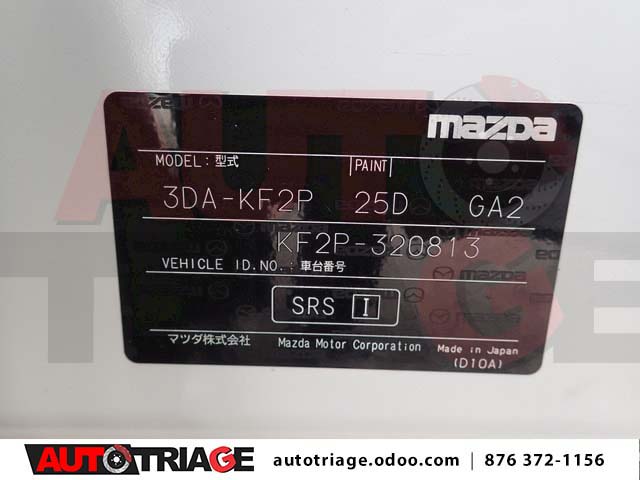 mazda
MODEL: 型式 PAINT
3DA-KF2P 25D GA2
KF2P-320813
VEHICLE ID.NO.: 車台番号
SRS I
マツダ株式会社 Mazda Motor Corporation Made in Japan
(D10A)
AUTO TRIAGE
AUTOTRIAGE autotriage.odoo.com | 876 372-1156